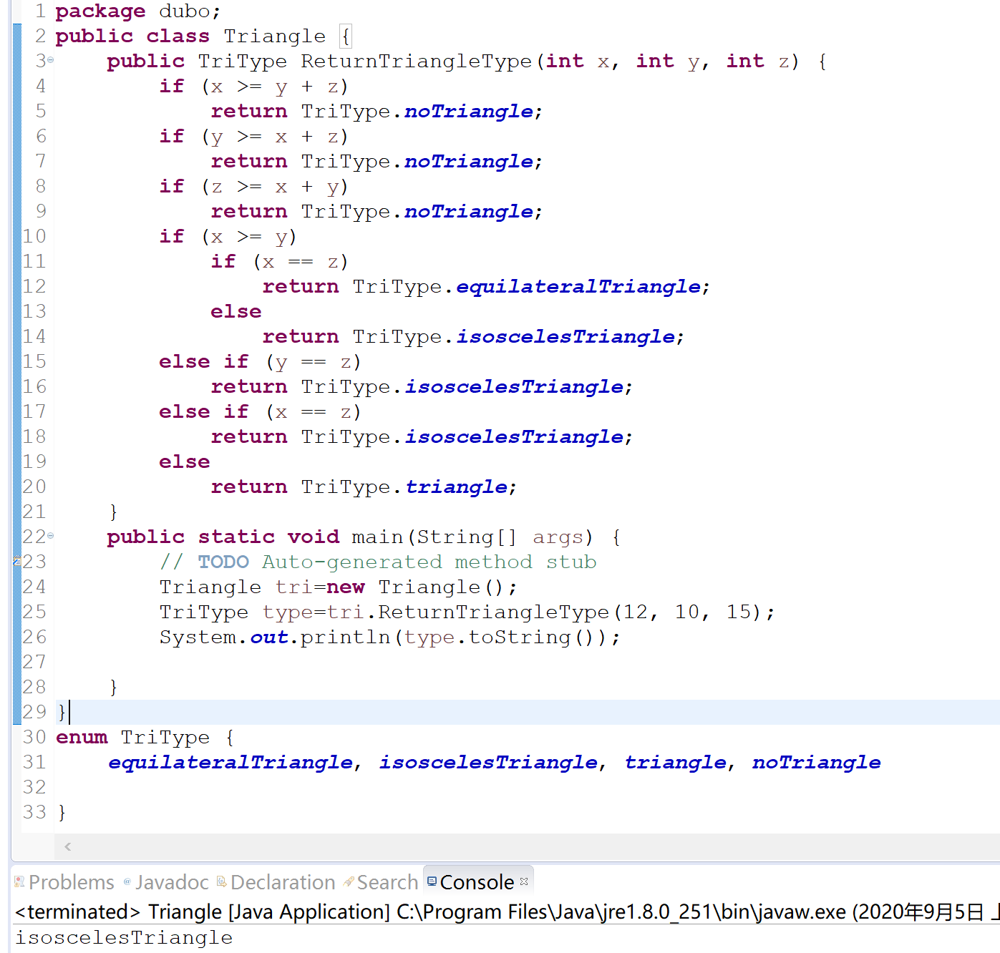 1 package dubo;
2 public class Triangle {
3 public TriType ReturnTriangleType(int x, int y, int z) {
4 if (x >= y + z)
5 return TriType.noTriangle;
6 if (y >= x + z)
7 return TriType.noTriangle;
8 if (z >= x + y)
9 return TriType.noTriangle;
10 if (x >= y)
11 if (x == z)
12 return TriType.equilateralTriangle;
13 else
14 return TriType.isoscelesTriangle;
15 else if (y == z)
16 return TriType.isoscelesTriangle;
17 else if (x == z)
18 return TriType.isoscelesTriangle;
19 else
20 return TriType.triangle;
21 }
22 public static void main(String[] args) {
23 // TODO Auto-generated method stub
24 Triangle tri=new Triangle();
25 TriType type=tri.ReturnTriangleType(12, 10, 15);
26 System.out.println(type.toString());
27
28 }
29 }
30 enum TriType {
31 equilateralTriangle, isoscelesTriangle, triangle, noTriangle
32
33 }
Problems @ Javadoc Declaration Search Console
<terminated> Triangle [Java Application] C:\Program Files\Java\jre1.8.0_251\bin\javaw.exe (2020年9月5日 上
isoscelesTriangle